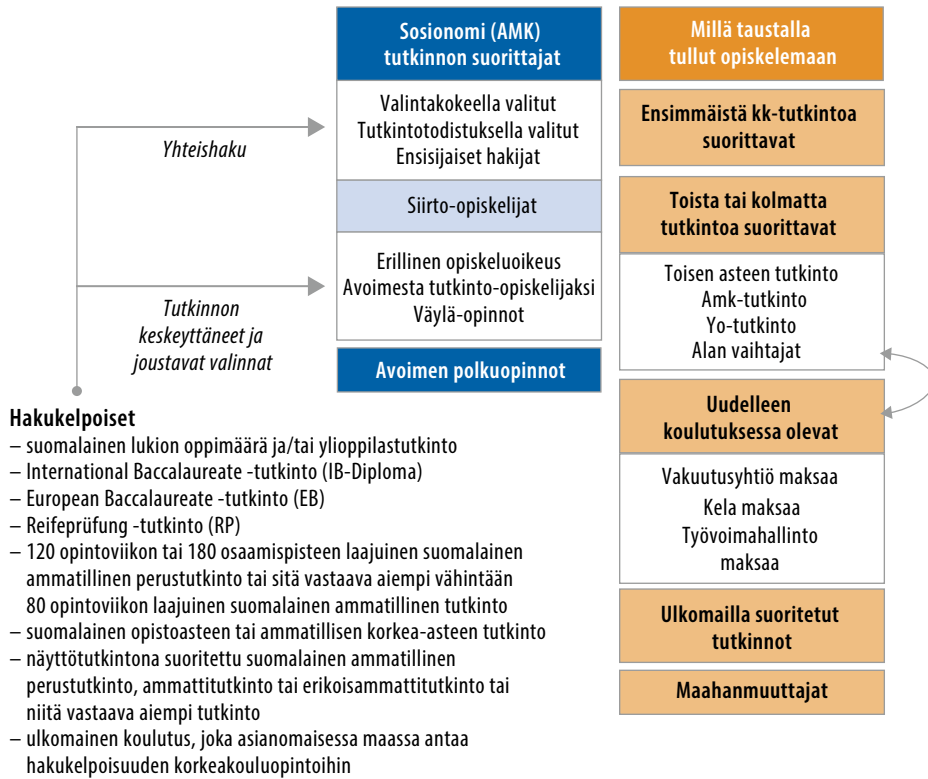 Sosionomi (AMK)
tutkinnon suorittajat
Valintakokeella valitut
Tutkintotodistuksella valitut
Ensisijaiset hakijat
Siirto-opiskelijat
Erillinen opiskeluoikeus
Avoimesta tutkinto-opiskelijaksi
Väylä-opinnot
Avoimen polkuopinnot
Yhteishaku
Tutkinnon
keskeyttäneet ja
joustavat valinnat
Hakukelpoiset
– suomalainen lukion oppimäärä ja/tai ylioppilastutkinto
– International Baccalaureate -tutkinto (IB-Diploma)
– European Baccalaureate -tutkinto (EB)
– Reifeprüfung -tutkinto (RP)
– 120 opintoviikon tai 180 osaamispisteen laajuinen suomalainen
ammatillinen perustutkinto tai sitä vastaava aiempi vähintään
80 opintoviikon laajuinen suomalainen ammatillinen tutkinto
– suomalainen opistoasteen tai ammatillisen korkea-asteen tutkinto
– näyttötutkintona suoritettu suomalainen ammatillinen
perustutkinto, ammattitutkinto tai erikoisammattitutkinto tai
niitä vastaava aiempi tutkinto
– ulkomainen koulutus, joka asianomaisessa maassa antaa
hakukelpoisuuden korkeakouluopintoihin
Millä taustalla
tullut opiskelemaan
Ensimmäistä kk-tutkintoa
suorittavat
Toista tai kolmatta
tutkintoa suorittavat
Toisen asteen tutkinto
Amk-tutkinto
Yo-tutkinto
Alan vaihtajat
Uudelleen
koulutuksessa olevat
Vakuutusyhtiö maksaa
Kela maksaa
Työvoimahallinto
maksaa
Ulkomailla suoritetut
tutkinnot
Maahanmuuttajat